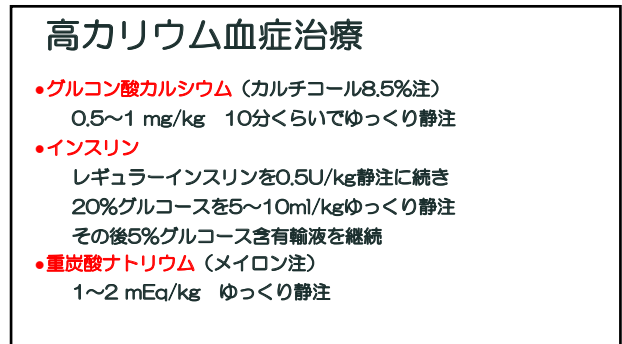 高カリウム血症治療
●グルコン酸カルシウム（カルチコール8.5%注）
0.5～1 mg/kg　10分くらいでゆっくり静注
●インスリン
レギュラーインスリンを0.5U/kg静注に続き
20%グルコースを5～10ml/kgゆっくり静注
その後5%グルコース含有輸液を継続
●重炭酸ナトリウム（メイロン注）
1～2 mEq/kg　ゆっくり静注